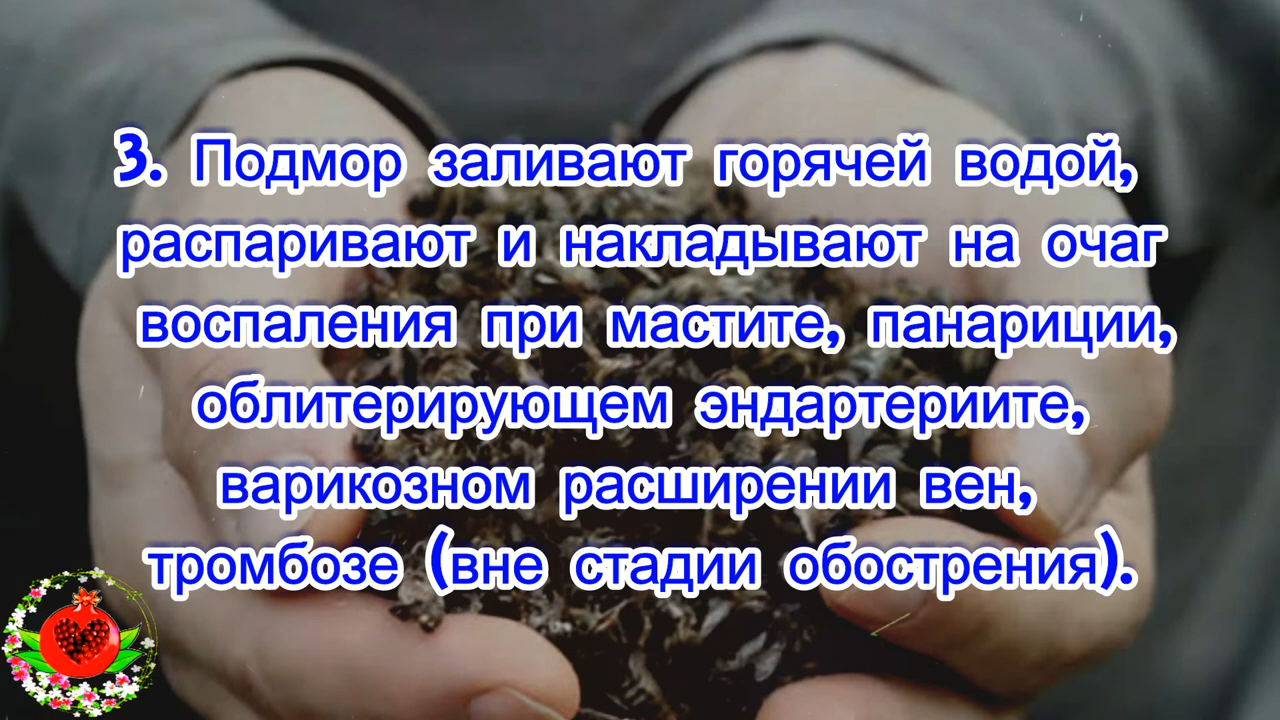 3. Подмор заливают горячей водой,
распаривают и накладывают на очаг
воспаления при мастите, панариции,
облитерирующем эндартериите,
варикозном расширении вен,
тромбозе (вне стадии обострения).